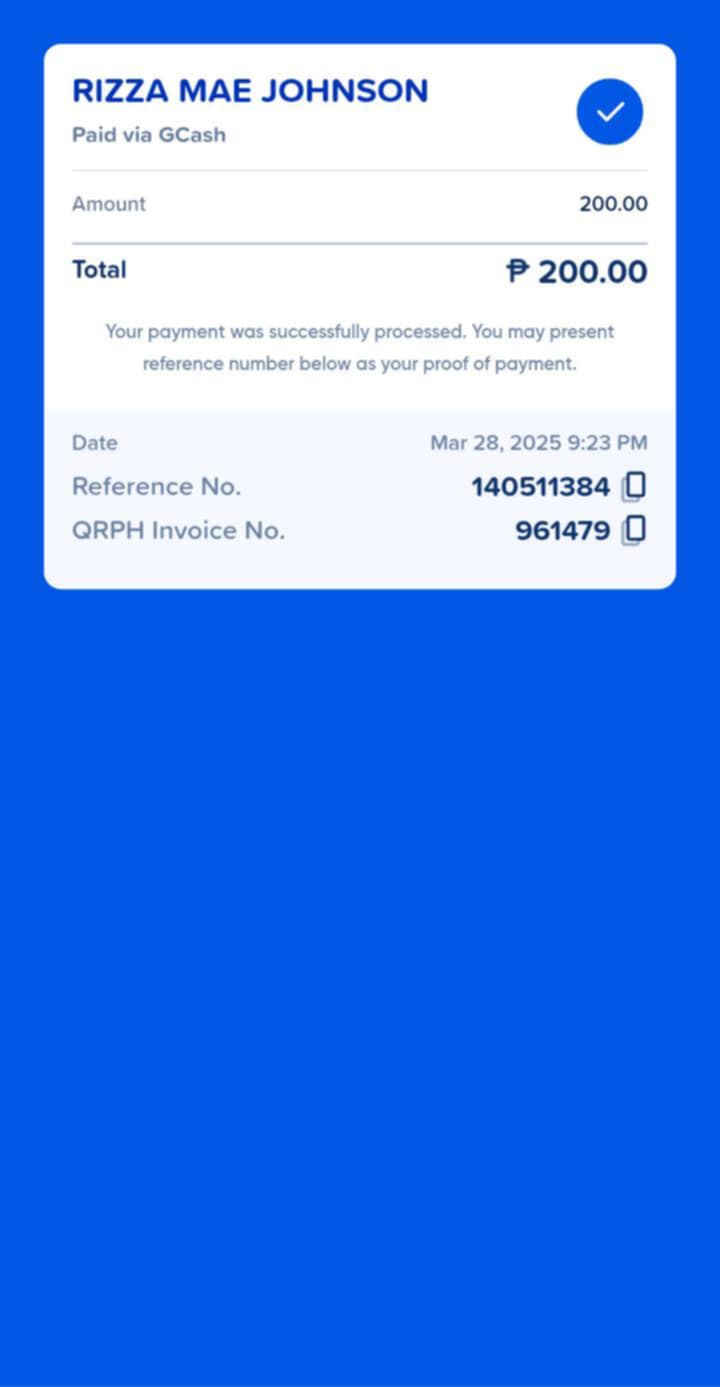 RIZZA MAE JOHNSON
Paid via GCash
Amount 200.00
Total ₱ 200.00
Your payment was successfully processed. You may present
reference number below as your proof of payment.
Date Mar 28, 2025 9:23 PM
Reference No. 140511384
QRPH Invoice No. 961479